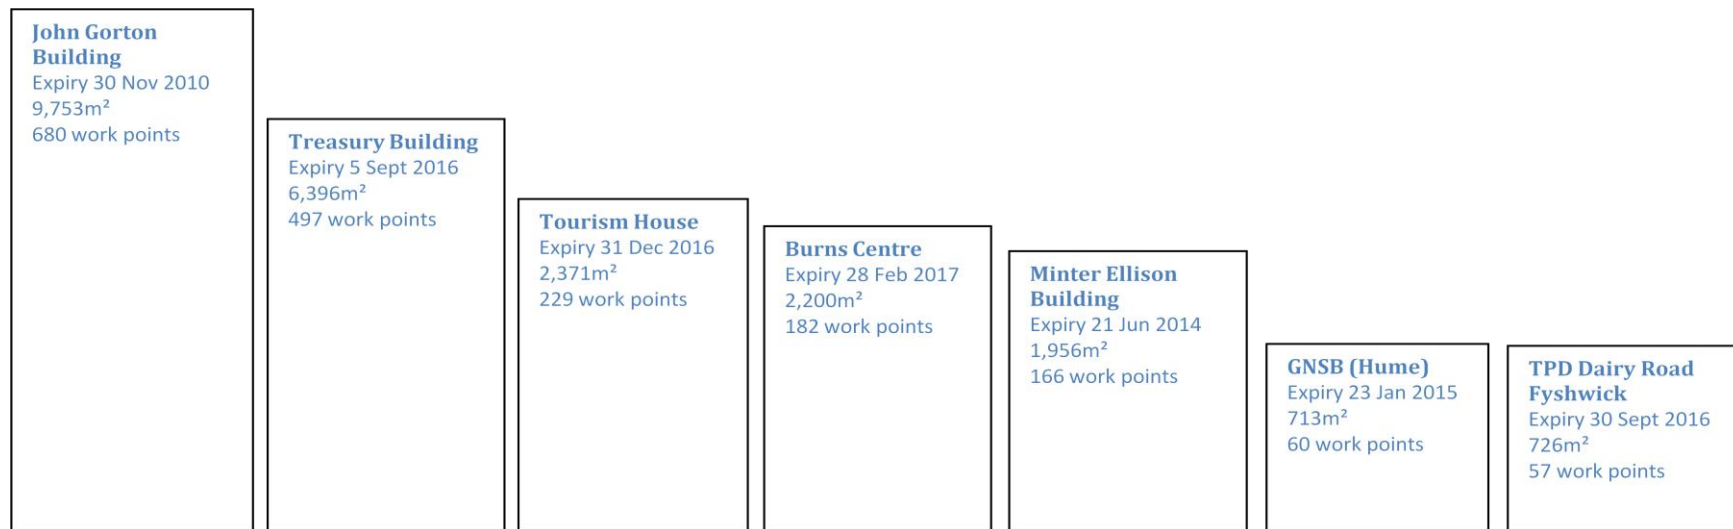 John Gorton
Building
Expiry 30 Nov 2010
9,753m²
680 work points
Treasury Building
Expiry 5 Sept 2016
6,396m²
497 work points
Tourism House
Expiry 31 Dec 2016
2,371m²
229 work points
Burns Centre
Expiry 28 Feb 2017
2,200m²
182 work points
Minter Ellison
Building
Expiry 21 Jun 2014
1,956m²
166 work points
GNSB (Hume)
Expiry 23 Jan 2015
713m²
60 work points
TPD Dairy Road
Fyshwick
Expiry 30 Sept 2016
726m²
57 work points